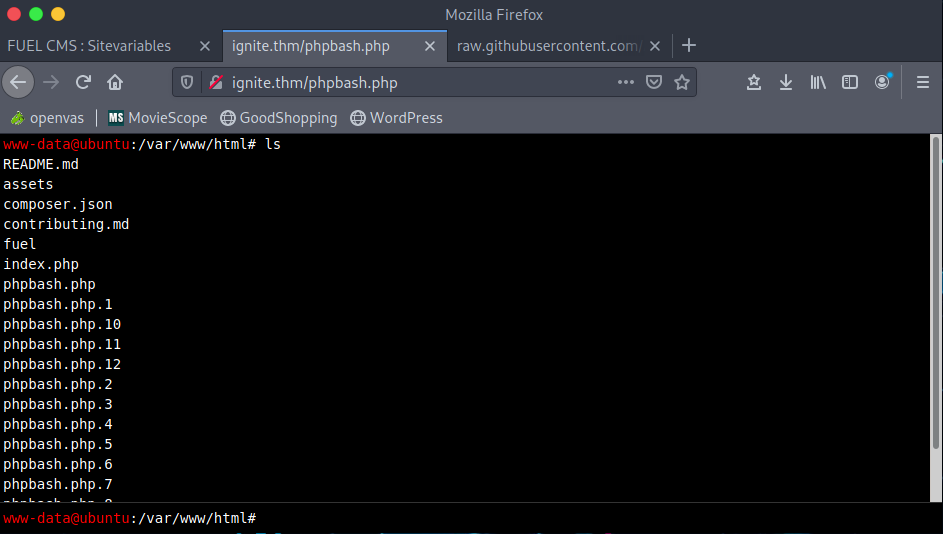 Mozilla Firefox
FUEL CMS : Sitevariables
ignite.thm/phpbash.php
raw.githubusercontent.com/
ignite.thm/phpbash.php
openvas
MS MovieScope
GoodShopping
WordPress
www-data@ubuntu:/var/www/html# ls
README.md
assets
composer.json
contributing.md
fuel
index.php
phpbash.php
phpbash.php.1
phpbash.php.10
phpbash.php.11
phpbash.php.12
phpbash.php.2
phpbash.php.3
phpbash.php.4
phpbash.php.5
phpbash.php.6
phpbash.php.7
www-data@ubuntu:/var/www/html#